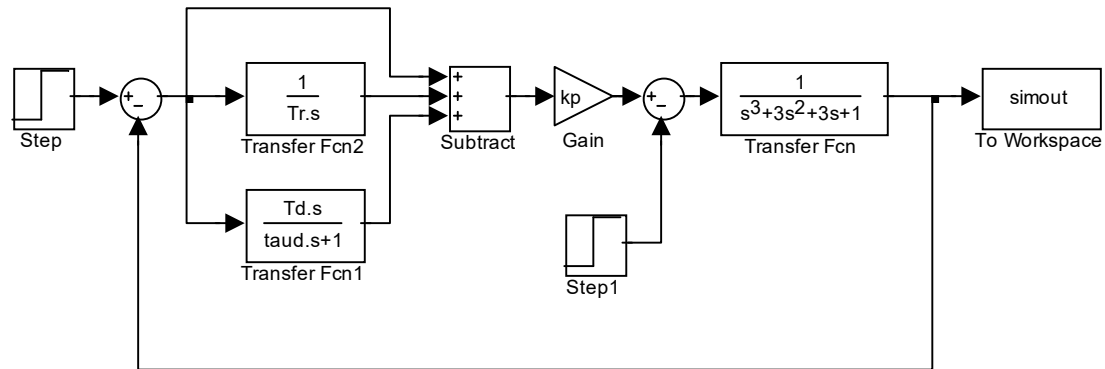 +
−
Step
1
Tr.s
Transfer Fcn2
Td.s
taud.s+1
Transfer Fcn1
+
+
+
Subtract
kp
Gain
+
−
Step1
1
s³+3s²+3s+1
Transfer Fcn
simout
To Workspace